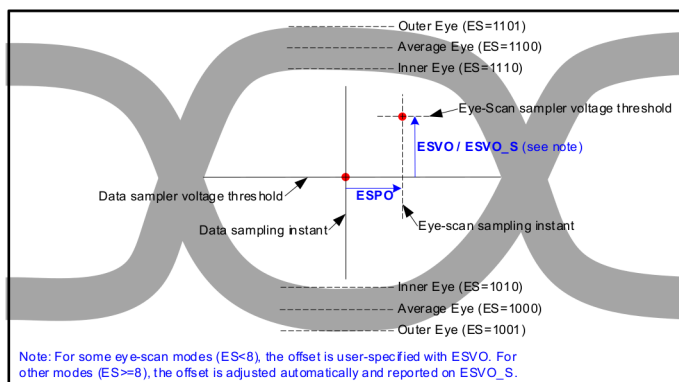 Outer Eye (ES=1101)
Average Eye (ES=1100)
Inner Eye (ES=1110)
Eye-Scan sampler voltage threshold
ESVO / ESVO_S (see note)
Data sampler voltage threshold
ESPO
Data sampling instant
Eye-scan sampling instant
Inner Eye (ES=1010)
Average Eye (ES=1000)
Outer Eye (ES=1001)
Note: For some eye-scan modes (ES<8), the offset is user-specified with ESVO. For
other modes (ES>=8), the offset is adjusted automatically and reported on ESVO_S.